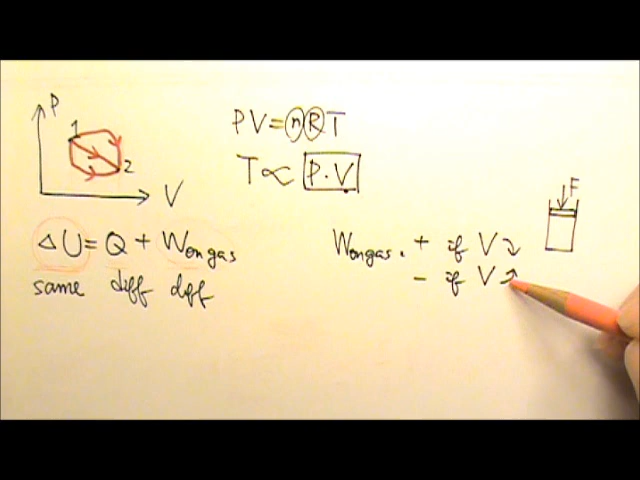 P
1
2
V
PV=nRT
T∝P.V
F
ΔU=Q+Won gas
same diff diff
Won gas. + if V↘
- if V↗